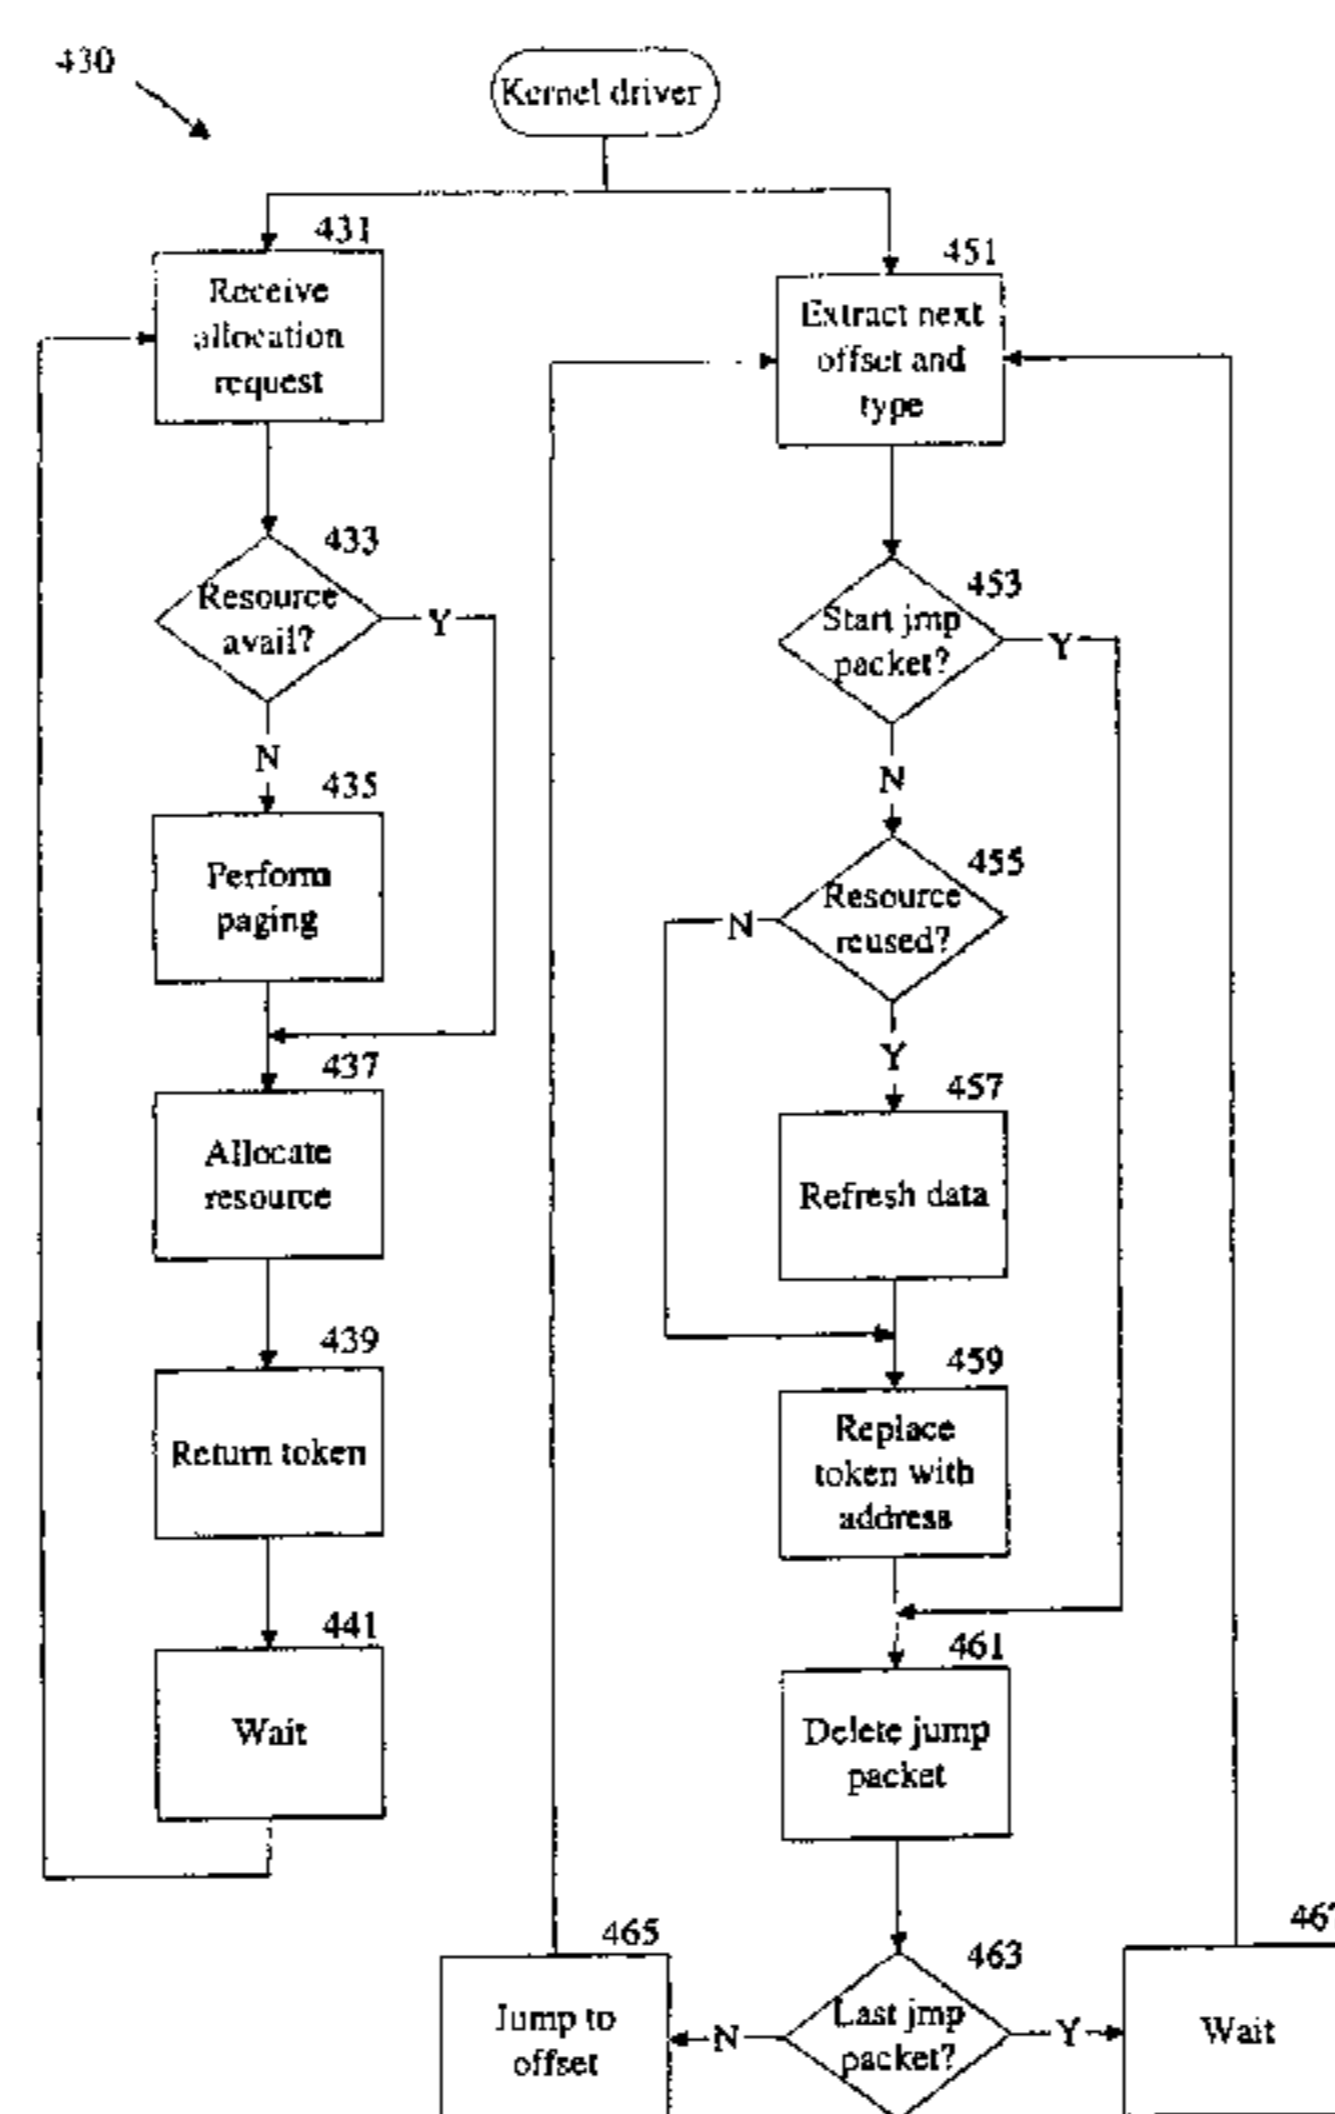 430
Kernel driver
431
Receive
allocation
request
433
Resource
avail?
Y
N
435
Perform
paging
437
Allocate
resource
439
Return token
441
Wait
451
Extract next
offset and
type
453
Start jmp
packet?
Y
N
455
Resource
reused?
N
Y
457
Refresh data
459
Replace
token with
address
461
Delete jump
packet
463
Last jmp
packet?
N
Y
465
Jump to
offset
Wait